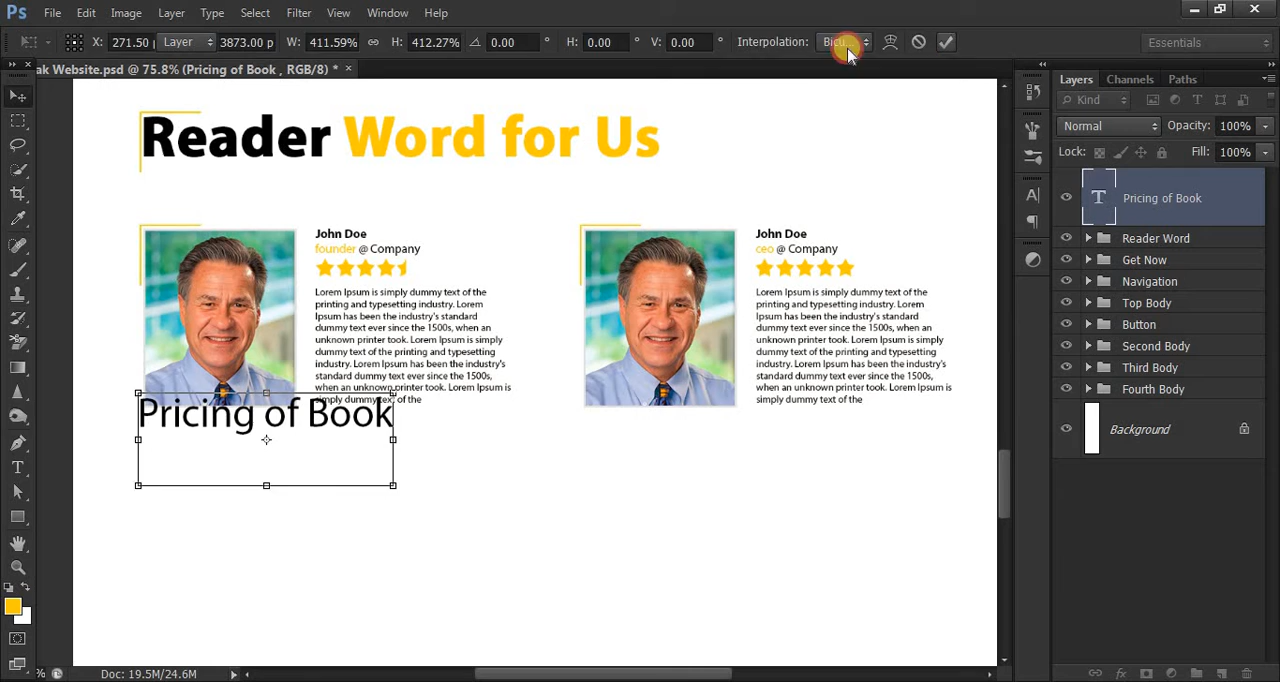 Ps File Edit Image Layer Type Select Filter View Window Help
X: 271.50 Layer 3873.00 p W: 411.59% H: 412.27% 0.00 ° H: 0.00 ° V: 0.00 ° Interpolation: Essentials
ak Website.psd @ 75.8% (Pricing of Book , RGB/8) * ×
Layers Channels Paths
Kind
Normal Opacity: 100%
Lock: Fill: 100%
Pricing of Book
Reader Word
Get Now
Navigation
Top Body
Button
Second Body
Third Body
Fourth Body
Background
Reader Word for Us
John Doe
founder @ Company
Lorem Ipsum is simply dummy text of the
printing and typesetting industry. Lorem
Ipsum has been the industry's standard
dummy text ever since the 1500s, when an
unknown printer took. Lorem Ipsum is simply
dummy text of the printing and typesetting
industry. Lorem Ipsum has been the industry's
standard dummy text ever since the 1500s,
when an unknown printer took. Lorem Ipsum is
simply dummy text of the
John Doe
ceo @ Company
Lorem Ipsum is simply dummy text of the
printing and typesetting industry. Lorem
Ipsum has been the industry's standard
dummy text ever since the 1500s, when an
unknown printer took. Lorem Ipsum is simply
dummy text of the printing and typesetting
industry. Lorem Ipsum has been the industry's
standard dummy text ever since the 1500s,
when an unknown printer took. Lorem Ipsum is
simply dummy text of the
Pricing of Book
% Doc: 19.5M/24.6M